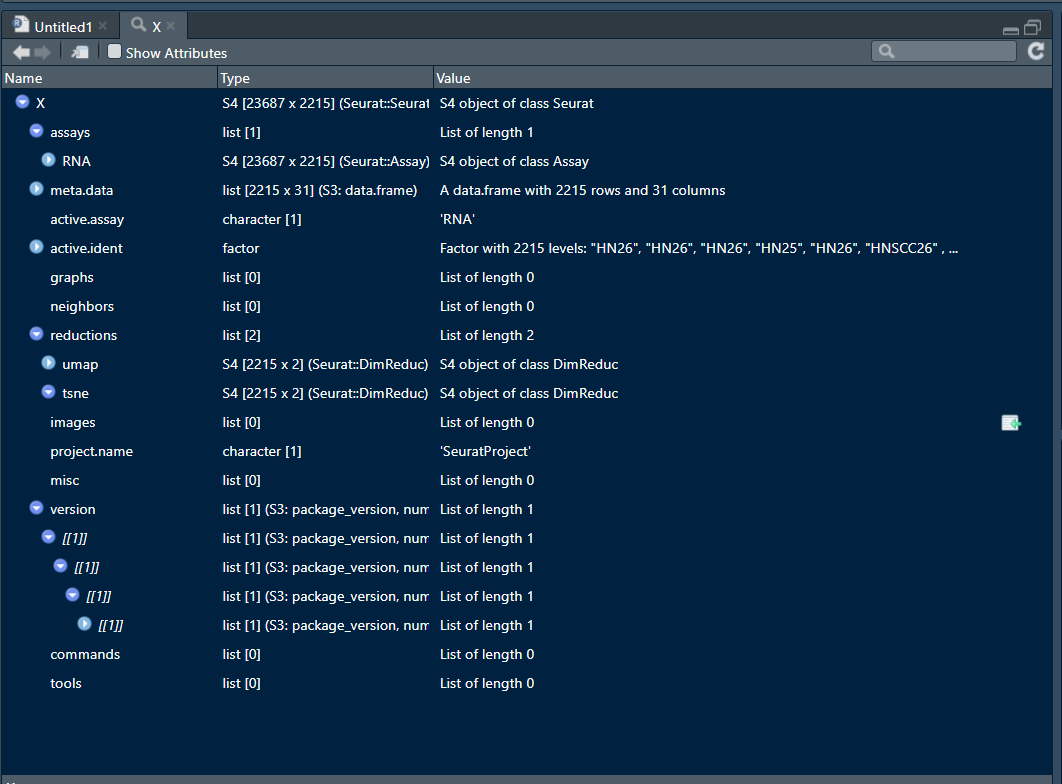 Untitled1 X
Show Attributes
Name Type Value
X S4 [23687 x 2215] (Seurat::Seurat S4 object of class Seurat
assays list [1] List of length 1
RNA S4 [23687 x 2215] (Seurat::Assay) S4 object of class Assay
meta.data list [2215 x 31] (S3: data.frame) A data.frame with 2215 rows and 31 columns
active.assay character [1] 'RNA'
active.ident factor Factor with 2215 levels: "HN26", "HN26", "HN26", "HN25", "HN26", "HNSCC26" , ...
graphs list [0] List of length 0
neighbors list [0] List of length 0
reductions list [2] List of length 2
umap S4 [2215 x 2] (Seurat::DimReduc) S4 object of class DimReduc
tsne S4 [2215 x 2] (Seurat::DimReduc) S4 object of class DimReduc
images list [0] List of length 0
project.name character [1] 'SeuratProject'
misc list [0] List of length 0
version list [1] (S3: package_version, num List of length 1
[[1]] list [1] (S3: package_version, num List of length 1
[[1]] list [1] (S3: package_version, num List of length 1
[[1]] list [1] (S3: package_version, num List of length 1
[[1]] list [1] (S3: package_version, num List of length 1
commands list [0] List of length 0
tools list [0] List of length 0